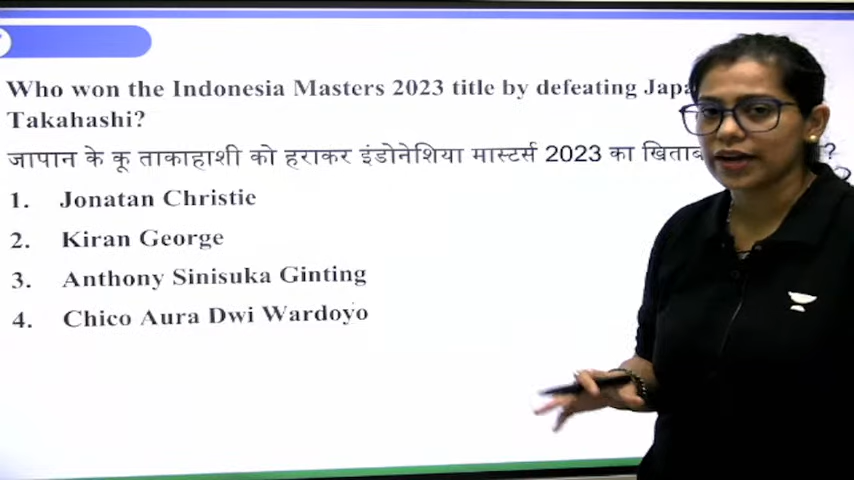 Who won the Indonesia Masters 2023 title by defeating
Takahashi?
जापान के कू ताकाहाशी को हराकर इंडोनेशिया मास्टर्स 2023 का खिताब
1. Jonatan Christie
2. Kiran George
3. Anthony Sinisuka Ginting
4. Chico Aura Dwi Wardoyo